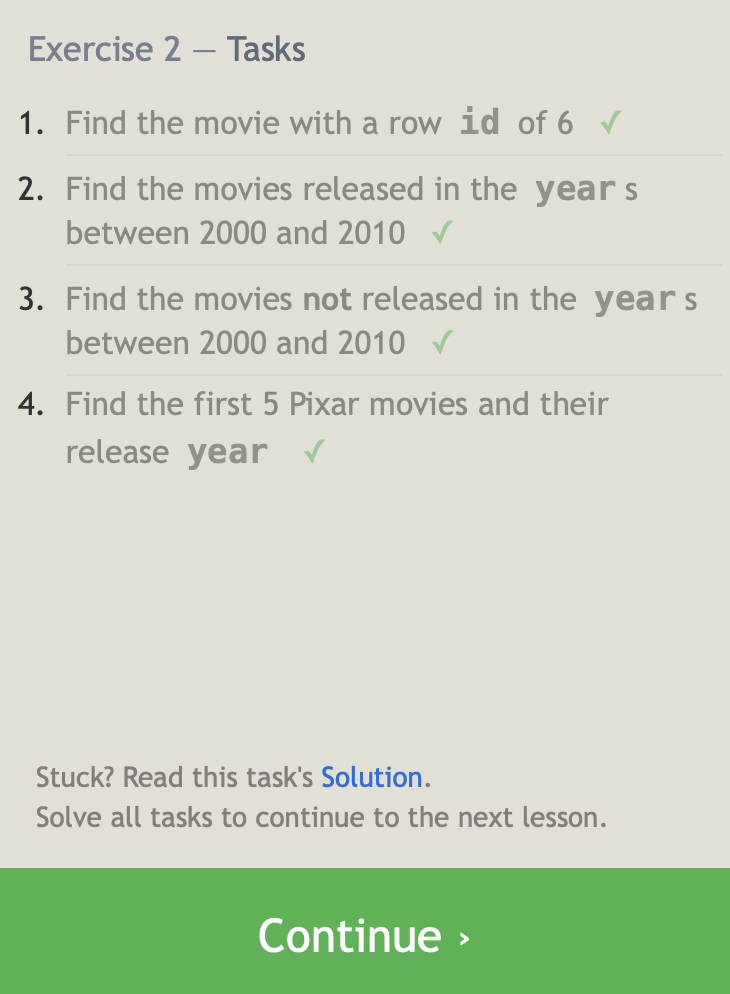 Exercise 2 — Tasks
1. Find the movie with a row id of 6 ✓
2. Find the movies released in the year s
between 2000 and 2010 ✓
3. Find the movies not released in the year s
between 2000 and 2010 ✓
4. Find the first 5 Pixar movies and their
release year ✓
Stuck? Read this task's Solution.
Solve all tasks to continue to the next lesson.
Continue ›